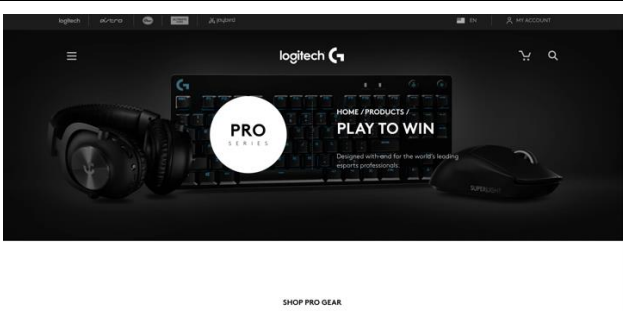 logitech
EN
MY ACCOUNT
logitech G
HOME / PRODUCTS /
PLAY TO WIN
PRO
SERIES
Designed with and for the world's leading
esports professionals.
SUPERLIGHT
SHOP PRO GEAR